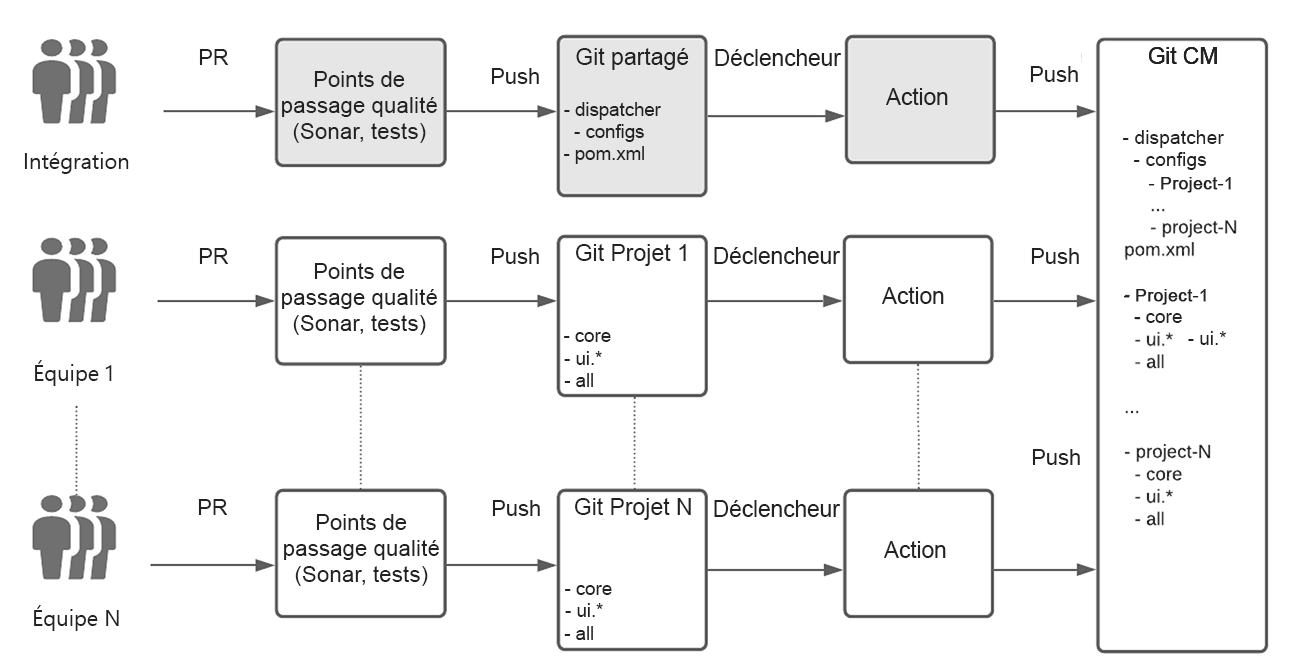 PR
Points de
passage qualité
(Sonar, tests)
Push
Git partagé
- dispatcher
- configs
- pom.xml
Déclencheur
Action
Push
Intégration
PR
Points de
passage qualité
(Sonar, tests)
Push
Git Projet 1
- core
- ui.*
- all
Déclencheur
Action
Push
Équipe 1
PR
Points de
passage qualité
(Sonar, tests)
Push
Git Projet N
- core
- ui.*
- all
Déclencheur
Action
Push
Équipe N
Git CM
- dispatcher
- configs
- Project-1
...
- project-N
pom.xml
- Project-1
- core
- ui.* - ui.*
- all
...
- project-N
- core
- ui.*
- all